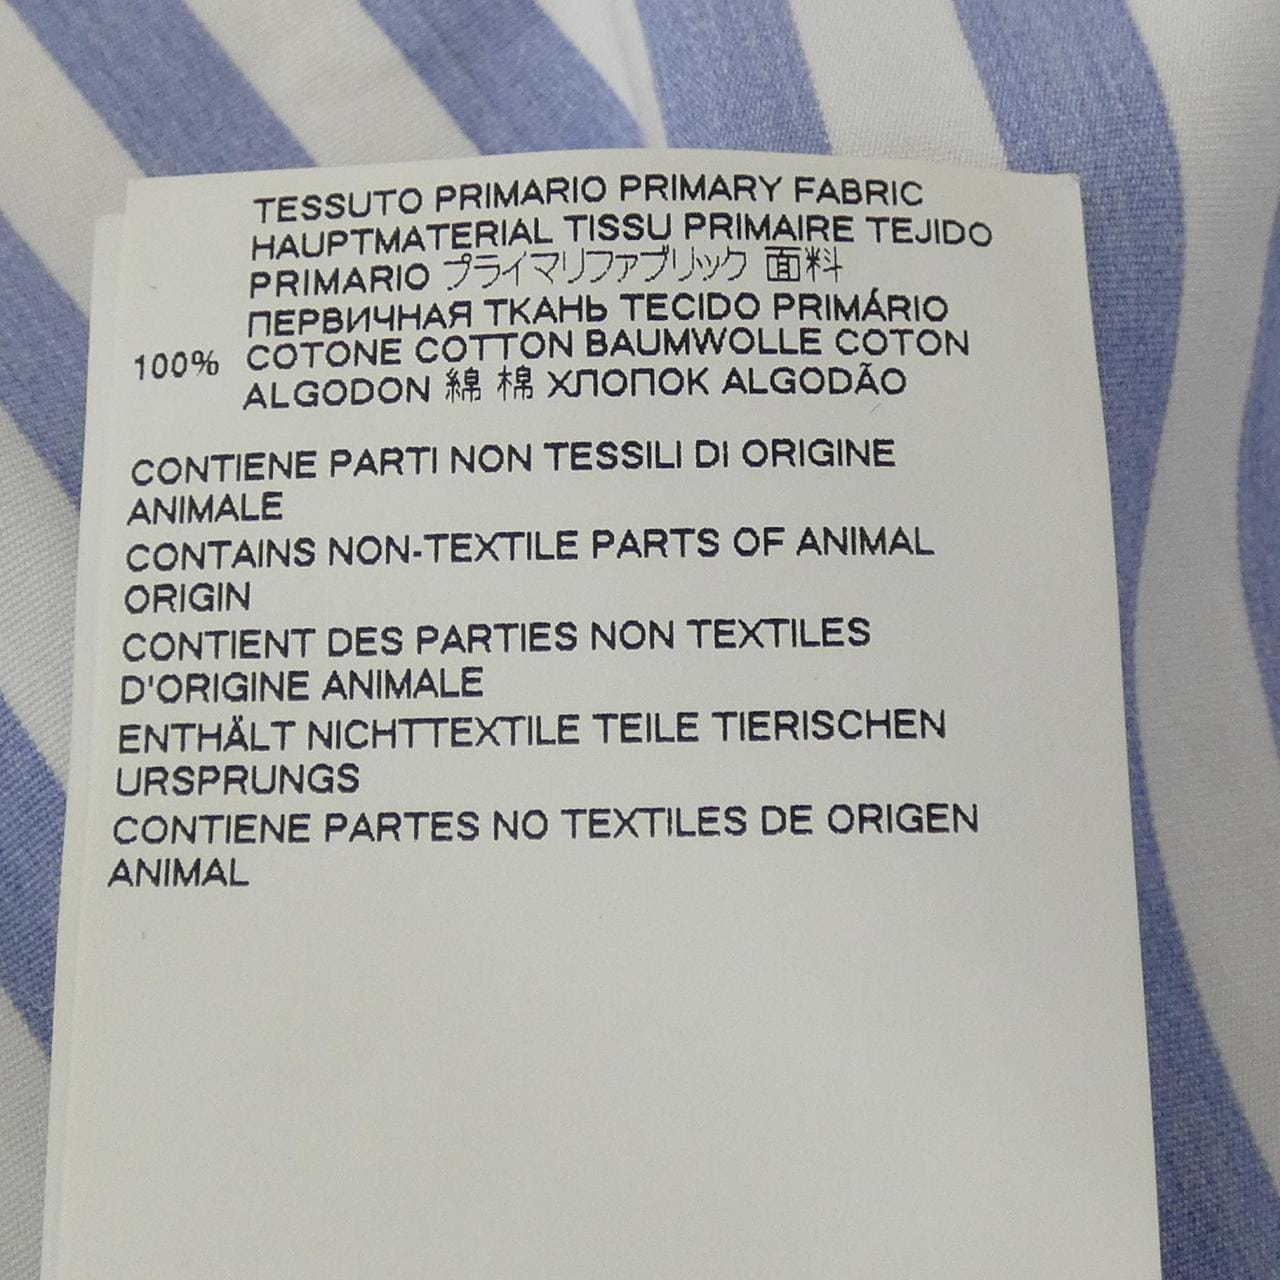 TESSUTO PRIMARIO PRIMARY FABRIC
HAUPTMATERIAL TISSU PRIMAIRE TEJIDO
PRIMARIO プライマリファブリック 面料
ПЕРВИЧНАЯ ТКАНЬ TECIDO PRIMÁRIO
100% COTONE COTTON BAUMWOLLE COTON
ALGODON 綿 棉 ХЛОПОК ALGODÃO
CONTIENE PARTI NON TESSILI DI ORIGINE
ANIMALE
CONTAINS NON-TEXTILE PARTS OF ANIMAL
ORIGIN
CONTIENT DES PARTIES NON TEXTILES
D'ORIGINE ANIMALE
ENTHÄLT NICHTTEXTILE TEILE TIERISCHEN
URSPRUNGS
CONTIENE PARTES NO TEXTILES DE ORIGEN
ANIMAL